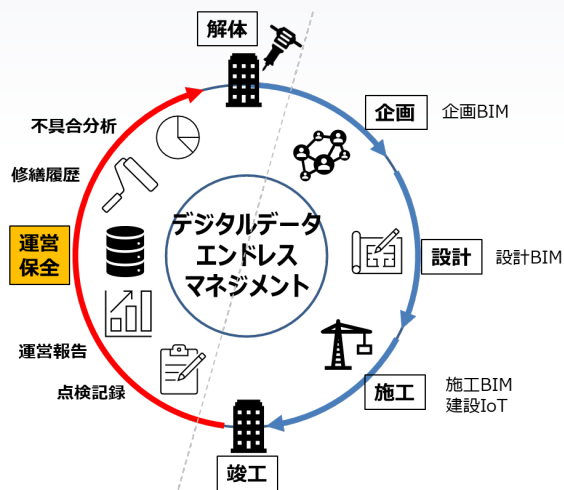 解体
企画
企画BIM
不具合分析
修繕履歴
デジタルデータ
エンドレス
マネジメント
運営
保全
設計
設計BIM
運営報告
点検記録
施工
施工BIM
建設IoT
竣工